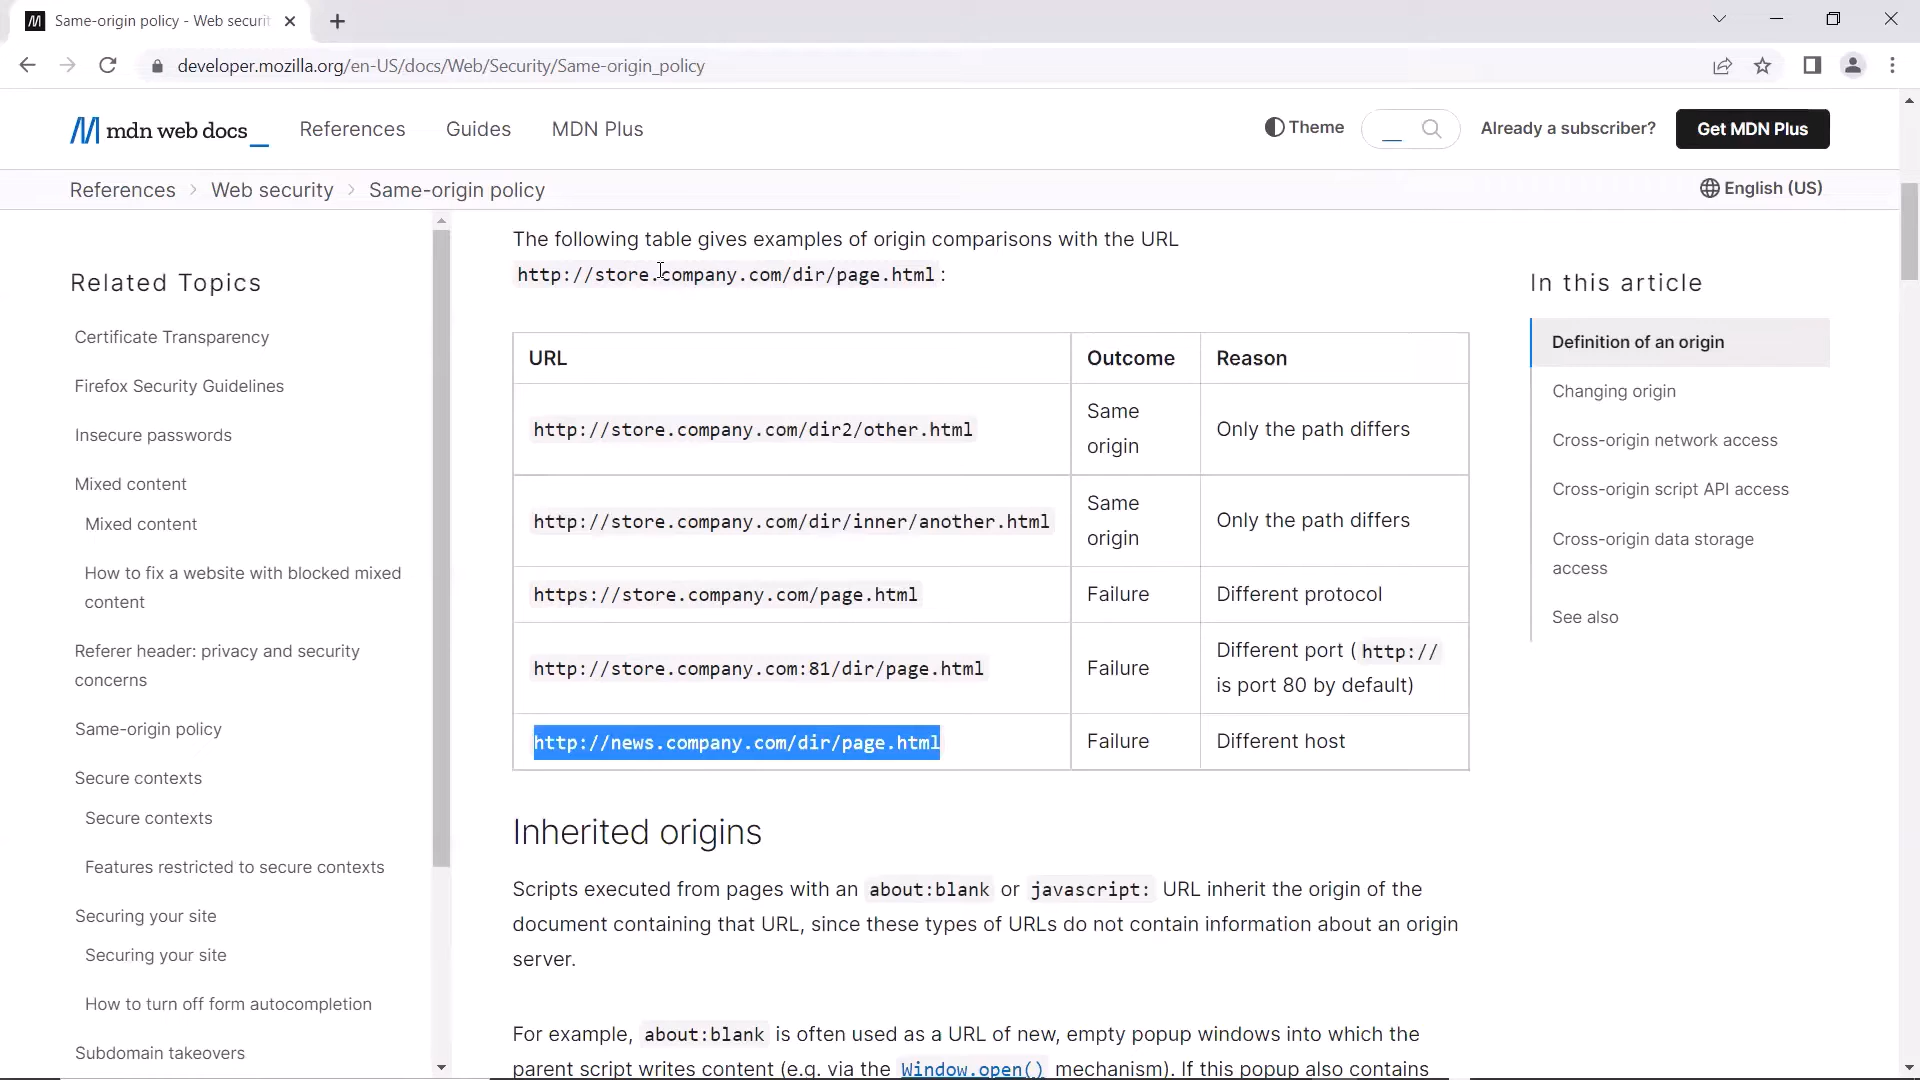 Same-origin policy - Web securit
developer.mozilla.org/en-US/docs/Web/Security/Same-origin_policy
mdn web docs_
References
Guides
MDN Plus
Theme
Already a subscriber?
Get MDN Plus
References
Web security
Same-origin policy
English (US)
Related Topics
Certificate Transparency
Firefox Security Guidelines
Insecure passwords
Mixed content
Mixed content
How to fix a website with blocked mixed
content
Referer header: privacy and security
concerns
Same-origin policy
Secure contexts
Secure contexts
Features restricted to secure contexts
Securing your site
Securing your site
How to turn off form autocompletion
Subdomain takeovers
The following table gives examples of origin comparisons with the URL
http://store.company.com/dir/page.html:
URL Outcome Reason
http://store.company.com/dir2/other.html Same origin Only the path differs
http://store.company.com/dir/inner/another.html Same origin Only the path differs
https://store.company.com/page.html Failure Different protocol
http://store.company.com:81/dir/page.html Failure Different port ( http:// is port 80 by default)
http://news.company.com/dir/page.html Failure Different host
Inherited origins
Scripts executed from pages with an about:blank or javascript: URL inherit the origin of the
document containing that URL, since these types of URLs do not contain information about an origin
server.
For example, about:blank is often used as a URL of new, empty popup windows into which the
parent script writes content (e.g. via the Window.open() mechanism). If this popup also contains
In this article
Definition of an origin
Changing origin
Cross-origin network access
Cross-origin script API access
Cross-origin data storage
access
See also